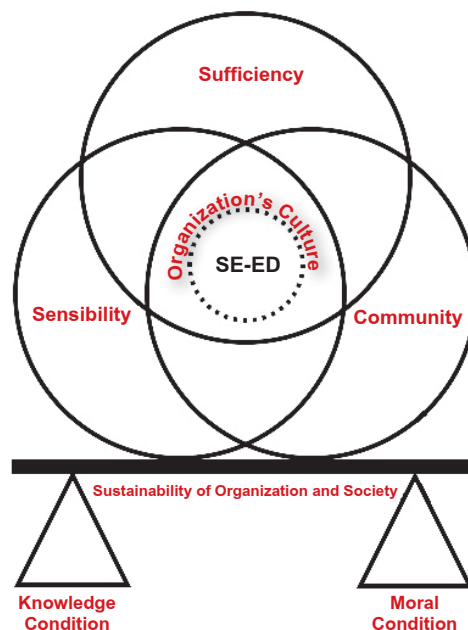 Sufficiency
Organization's Culture
SE-ED
Sensibility
Community
Sustainability of Organization and Society
Knowledge
Condition
Moral
Condition